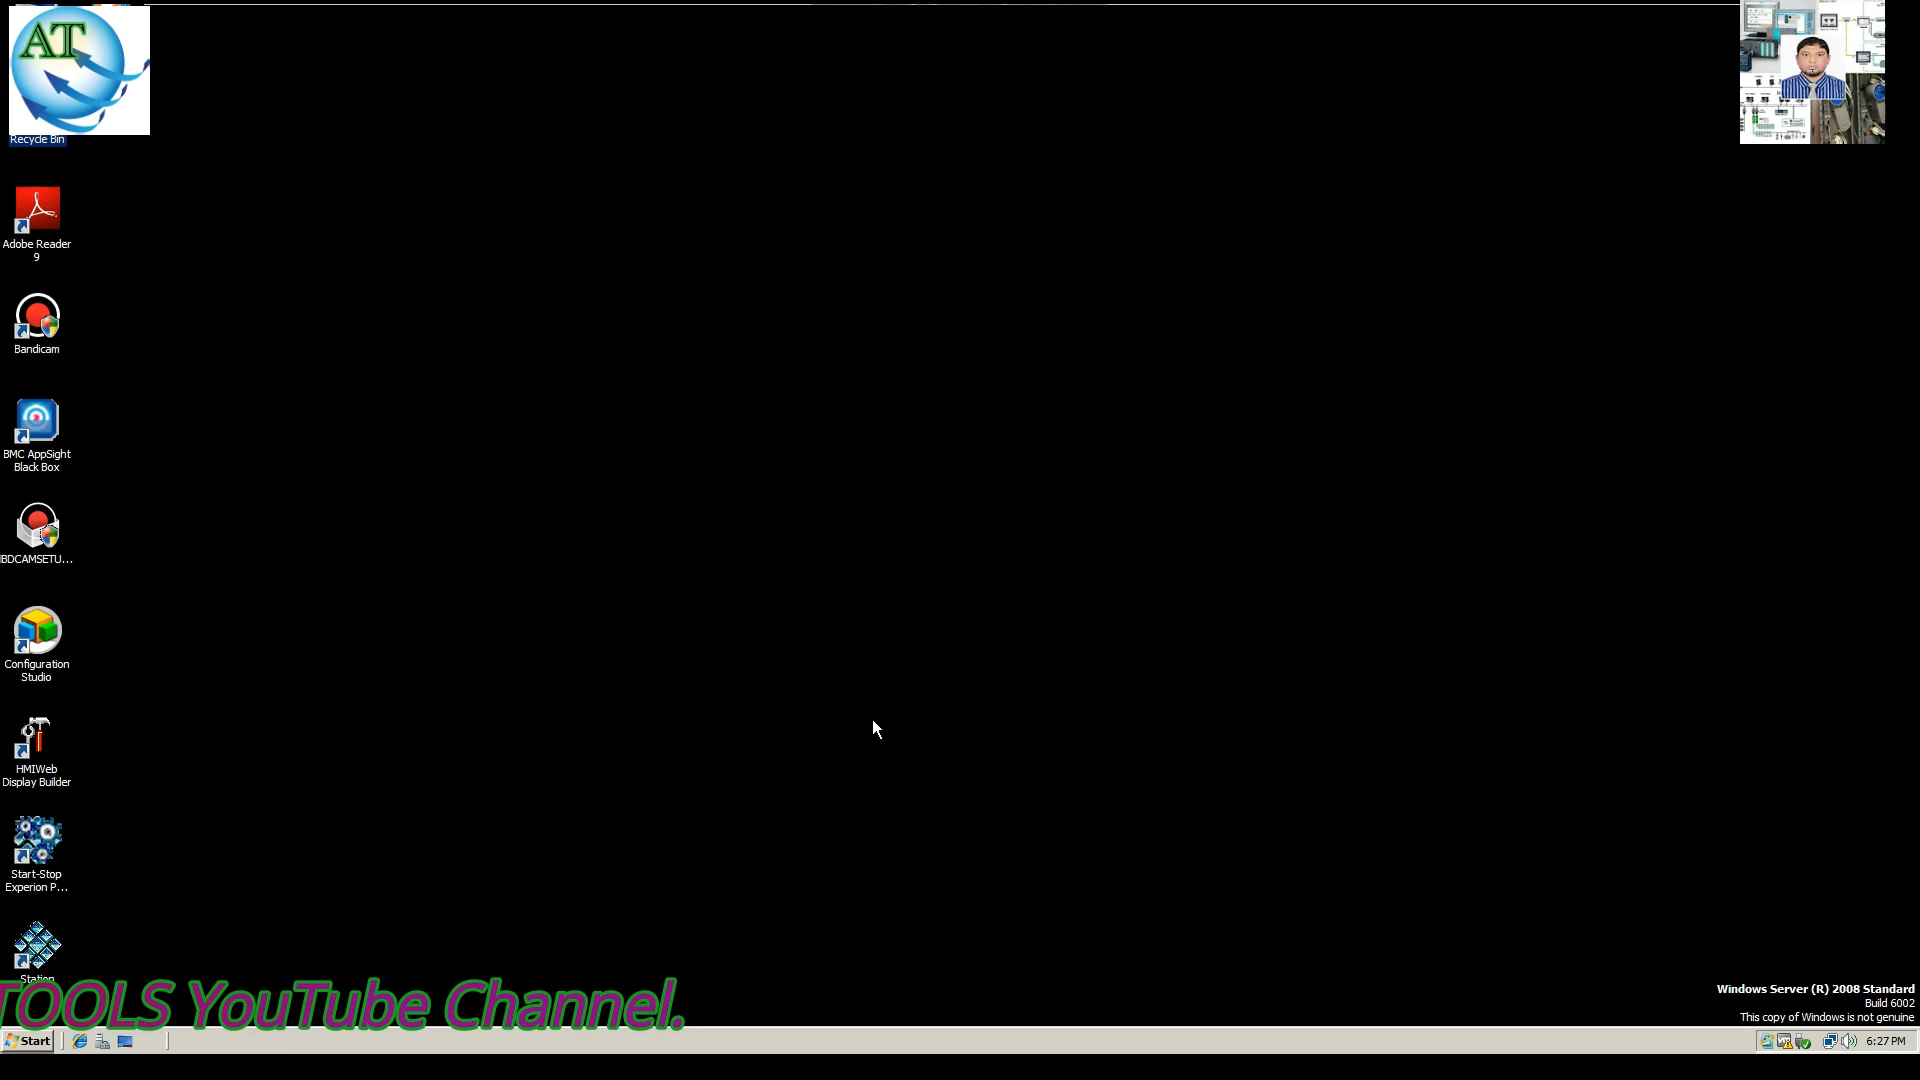 AT
Recycle Bin
Adobe Reader
9
Bandicam
BMC AppSight
Black Box
BDCAMSETU...
Configuration
Studio
HMIWeb
Display Builder
Start-Stop
Experion P...
Station
TOOLS YouTube Channel.
Windows Server (R) 2008 Standard
Build 6002
This copy of Windows is not genuine
Start
6:27 PM